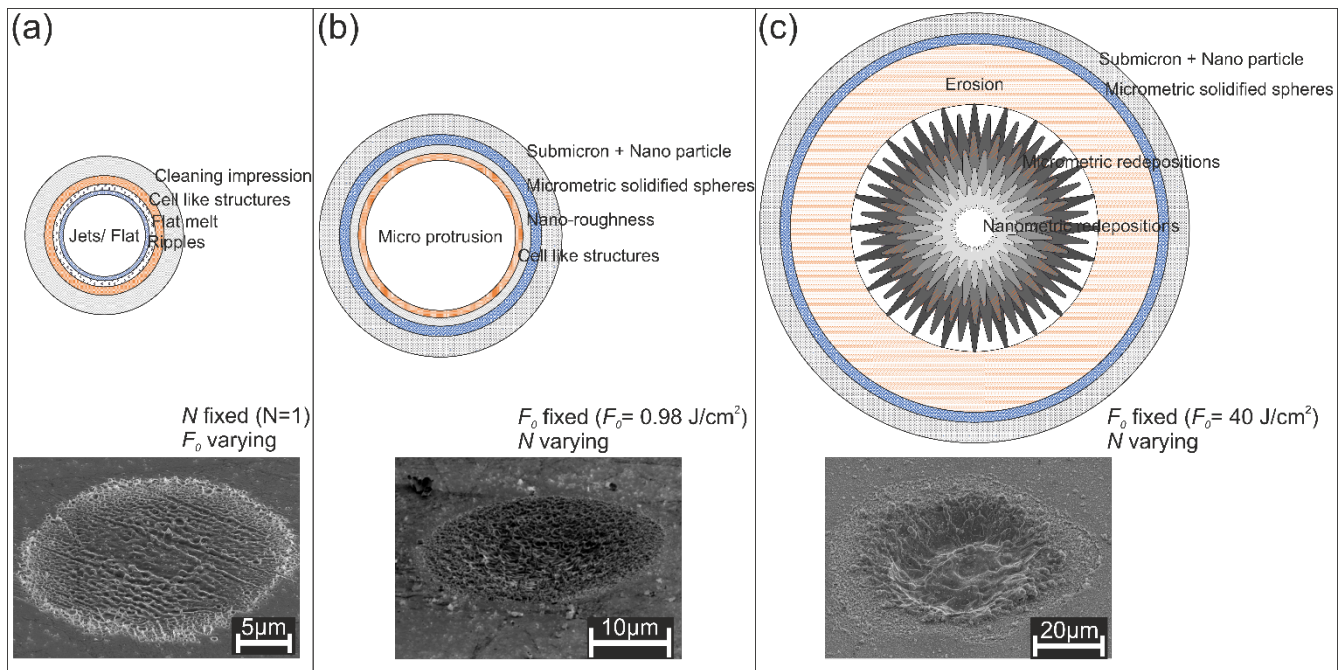 (a)
Cleaning impression
Cell like structures
Flat melt
Jets/ Flat
Ripples
N fixed (N=1)
F₀ varying
5µm
(b)
Submicron + Nano particle
Micrometric solidified spheres
Nano-roughness
Micro protrusion
Cell like structures
F₀ fixed (F₀= 0.98 J/cm²)
N varying
10µm
(c)
Submicron + Nano particle
Erosion
Micrometric solidified spheres
Micrometric redepositions
Nanometric redepositions
F₀ fixed (F₀= 40 J/cm²)
N varying
20µm